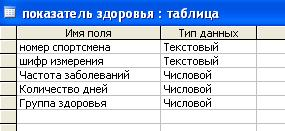 показатель здоровья : таблица
Имя поля Тип данных
номер спортсмена Текстовый
шифр измерения Текстовый
Частота заболеваний Числовой
Количество дней Числовой
Группа здоровья Числовой